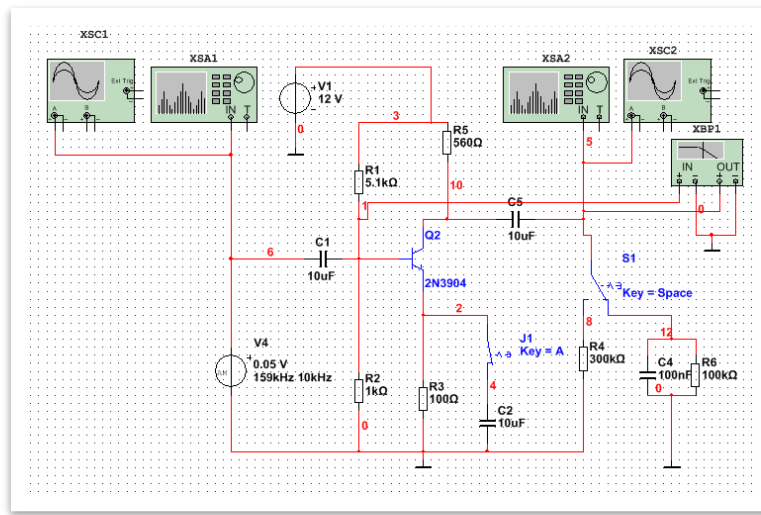 XSC1
XSA1
XSA2
XSC2
Ext Trig
A
B
IN
T
V1
12 V
0
3
R5
560Ω
IN
T
A
B
Ext Trig
XBP1
IN
OUT
5
R1
5.1kΩ
10
1
0
C5
10uF
C1
10uF
6
Q2
2N3904
S1
Key = Space
2
8
12
V4
0.05 V
159kHz 10kHz
J1
Key = A
R4
300kΩ
C4
100nF
R6
100kΩ
0
R2
1kΩ
R3
100Ω
4
C2
10uF
0